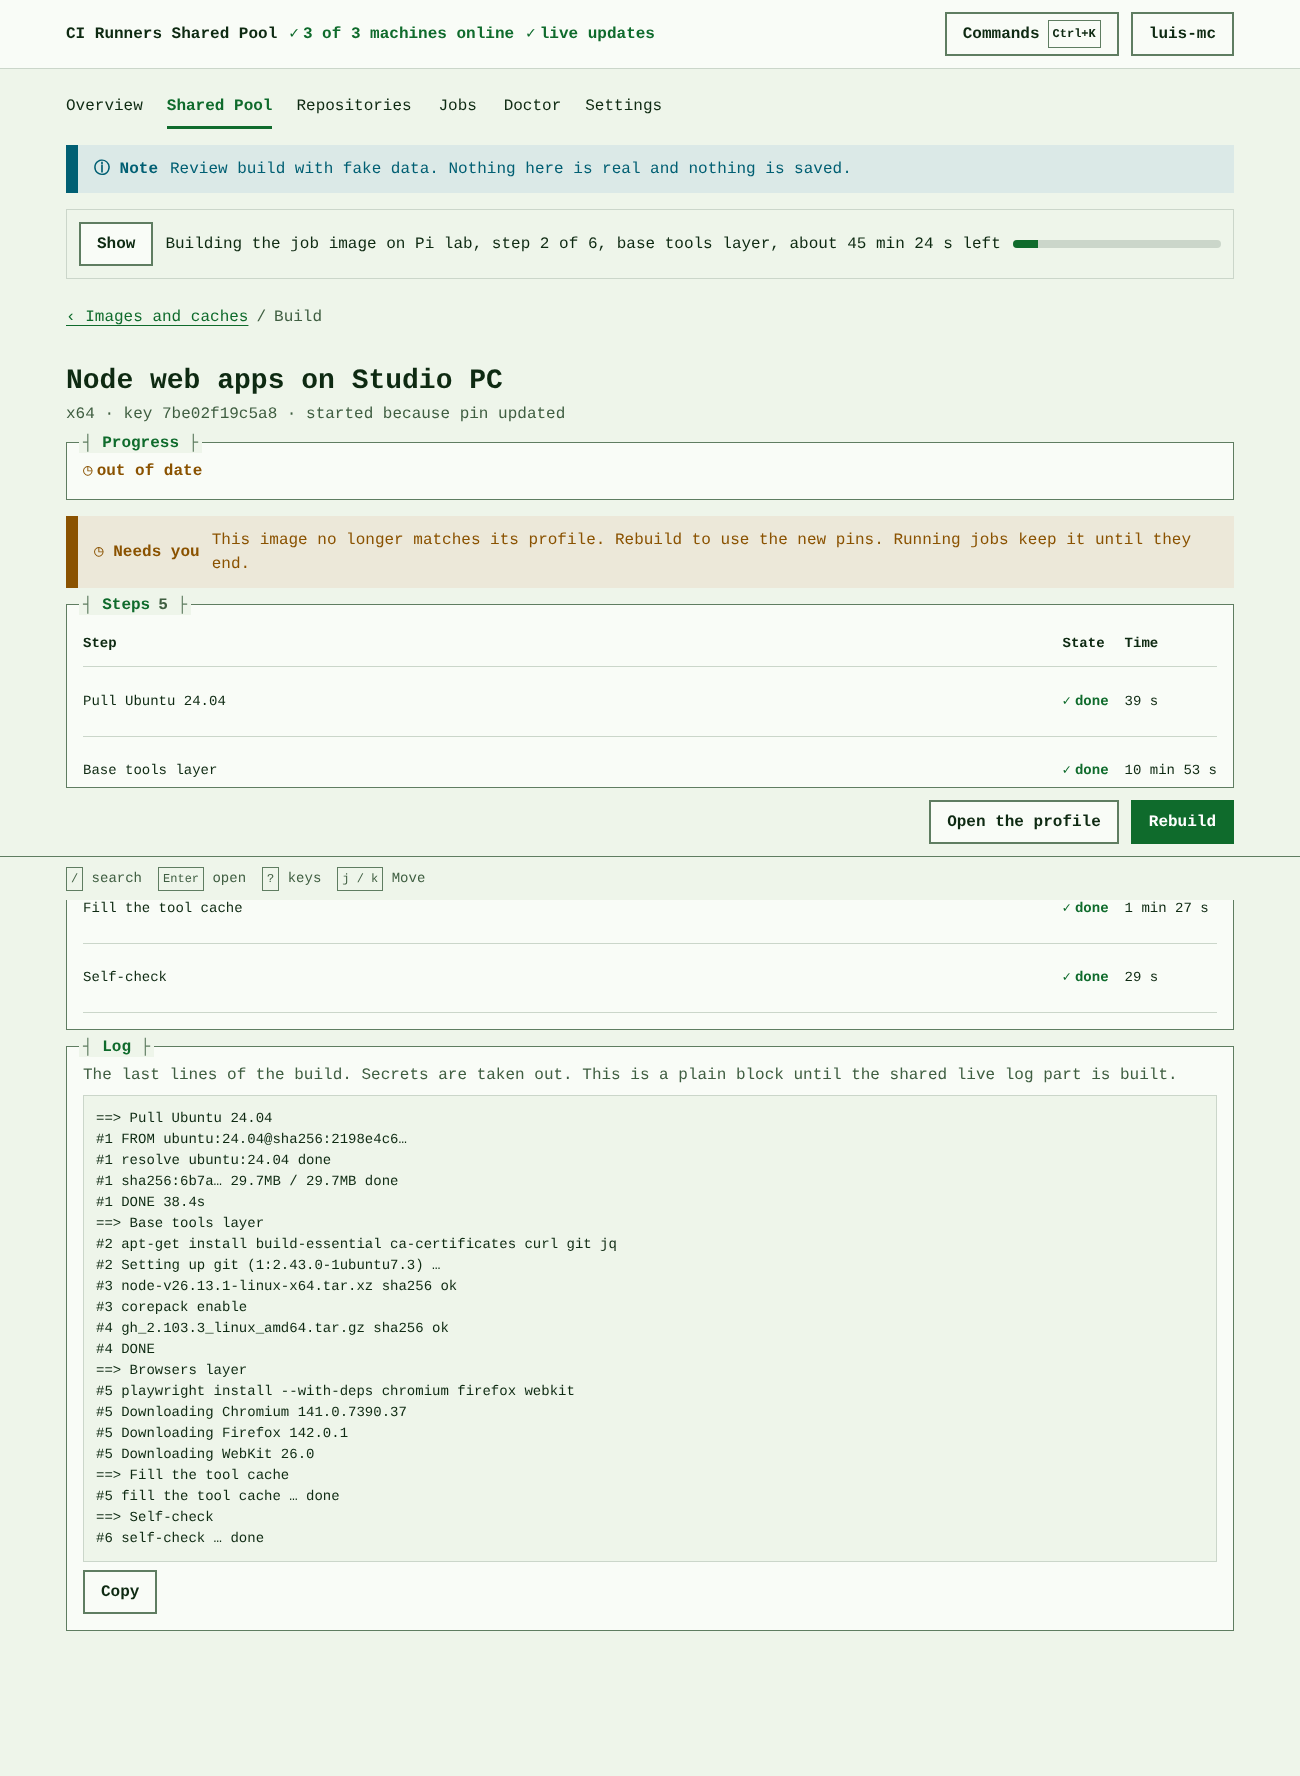 CI Runners Shared Pool ✓ 3 of 3 machines online ✓ live updates Commands Ctrl+K luis-mc
Overview Shared Pool Repositories Jobs Doctor Settings
ⓘ Note Review build with fake data. Nothing here is real and nothing is saved.
Show Building the job image on Pi lab, step 2 of 6, base tools layer, about 45 min 24 s left
‹ Images and caches / Build
Node web apps on Studio PC
x64 · key 7be02f19c5a8 · started because pin updated
┤ Progress ├
◷ out of date
◷ Needs you This image no longer matches its profile. Rebuild to use the new pins. Running jobs keep it until they
end.
┤ Steps 5 ├
Step State Time
Pull Ubuntu 24.04 ✓ done 39 s
Base tools layer ✓ done 10 min 53 s
Open the profile Rebuild
/ search Enter open ? keys j / k Move
Fill the tool cache ✓ done 1 min 27 s
Self-check ✓ done 29 s
┤ Log ├
The last lines of the build. Secrets are taken out. This is a plain block until the shared live log part is built.
==> Pull Ubuntu 24.04
#1 FROM ubuntu:24.04@sha256:2198e4c6…
#1 resolve ubuntu:24.04 done
#1 sha256:6b7a… 29.7MB / 29.7MB done
#1 DONE 38.4s
==> Base tools layer
#2 apt-get install build-essential ca-certificates curl git jq
#2 Setting up git (1:2.43.0-1ubuntu7.3) …
#3 node-v26.13.1-linux-x64.tar.xz sha256 ok
#3 corepack enable
#4 gh_2.103.3_linux_amd64.tar.gz sha256 ok
#4 DONE
==> Browsers layer
#5 playwright install --with-deps chromium firefox webkit
#5 Downloading Chromium 141.0.7390.37
#5 Downloading Firefox 142.0.1
#5 Downloading WebKit 26.0
==> Fill the tool cache
#5 fill the tool cache … done
==> Self-check
#6 self-check … done
Copy